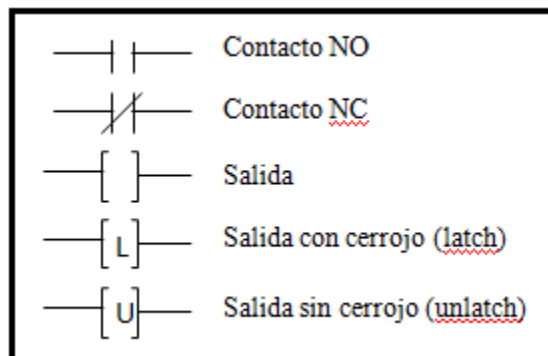 Contacto NO
Contacto NC
Salida
L Salida con cerrojo (latch)
U Salida sin cerrojo (unlatch)